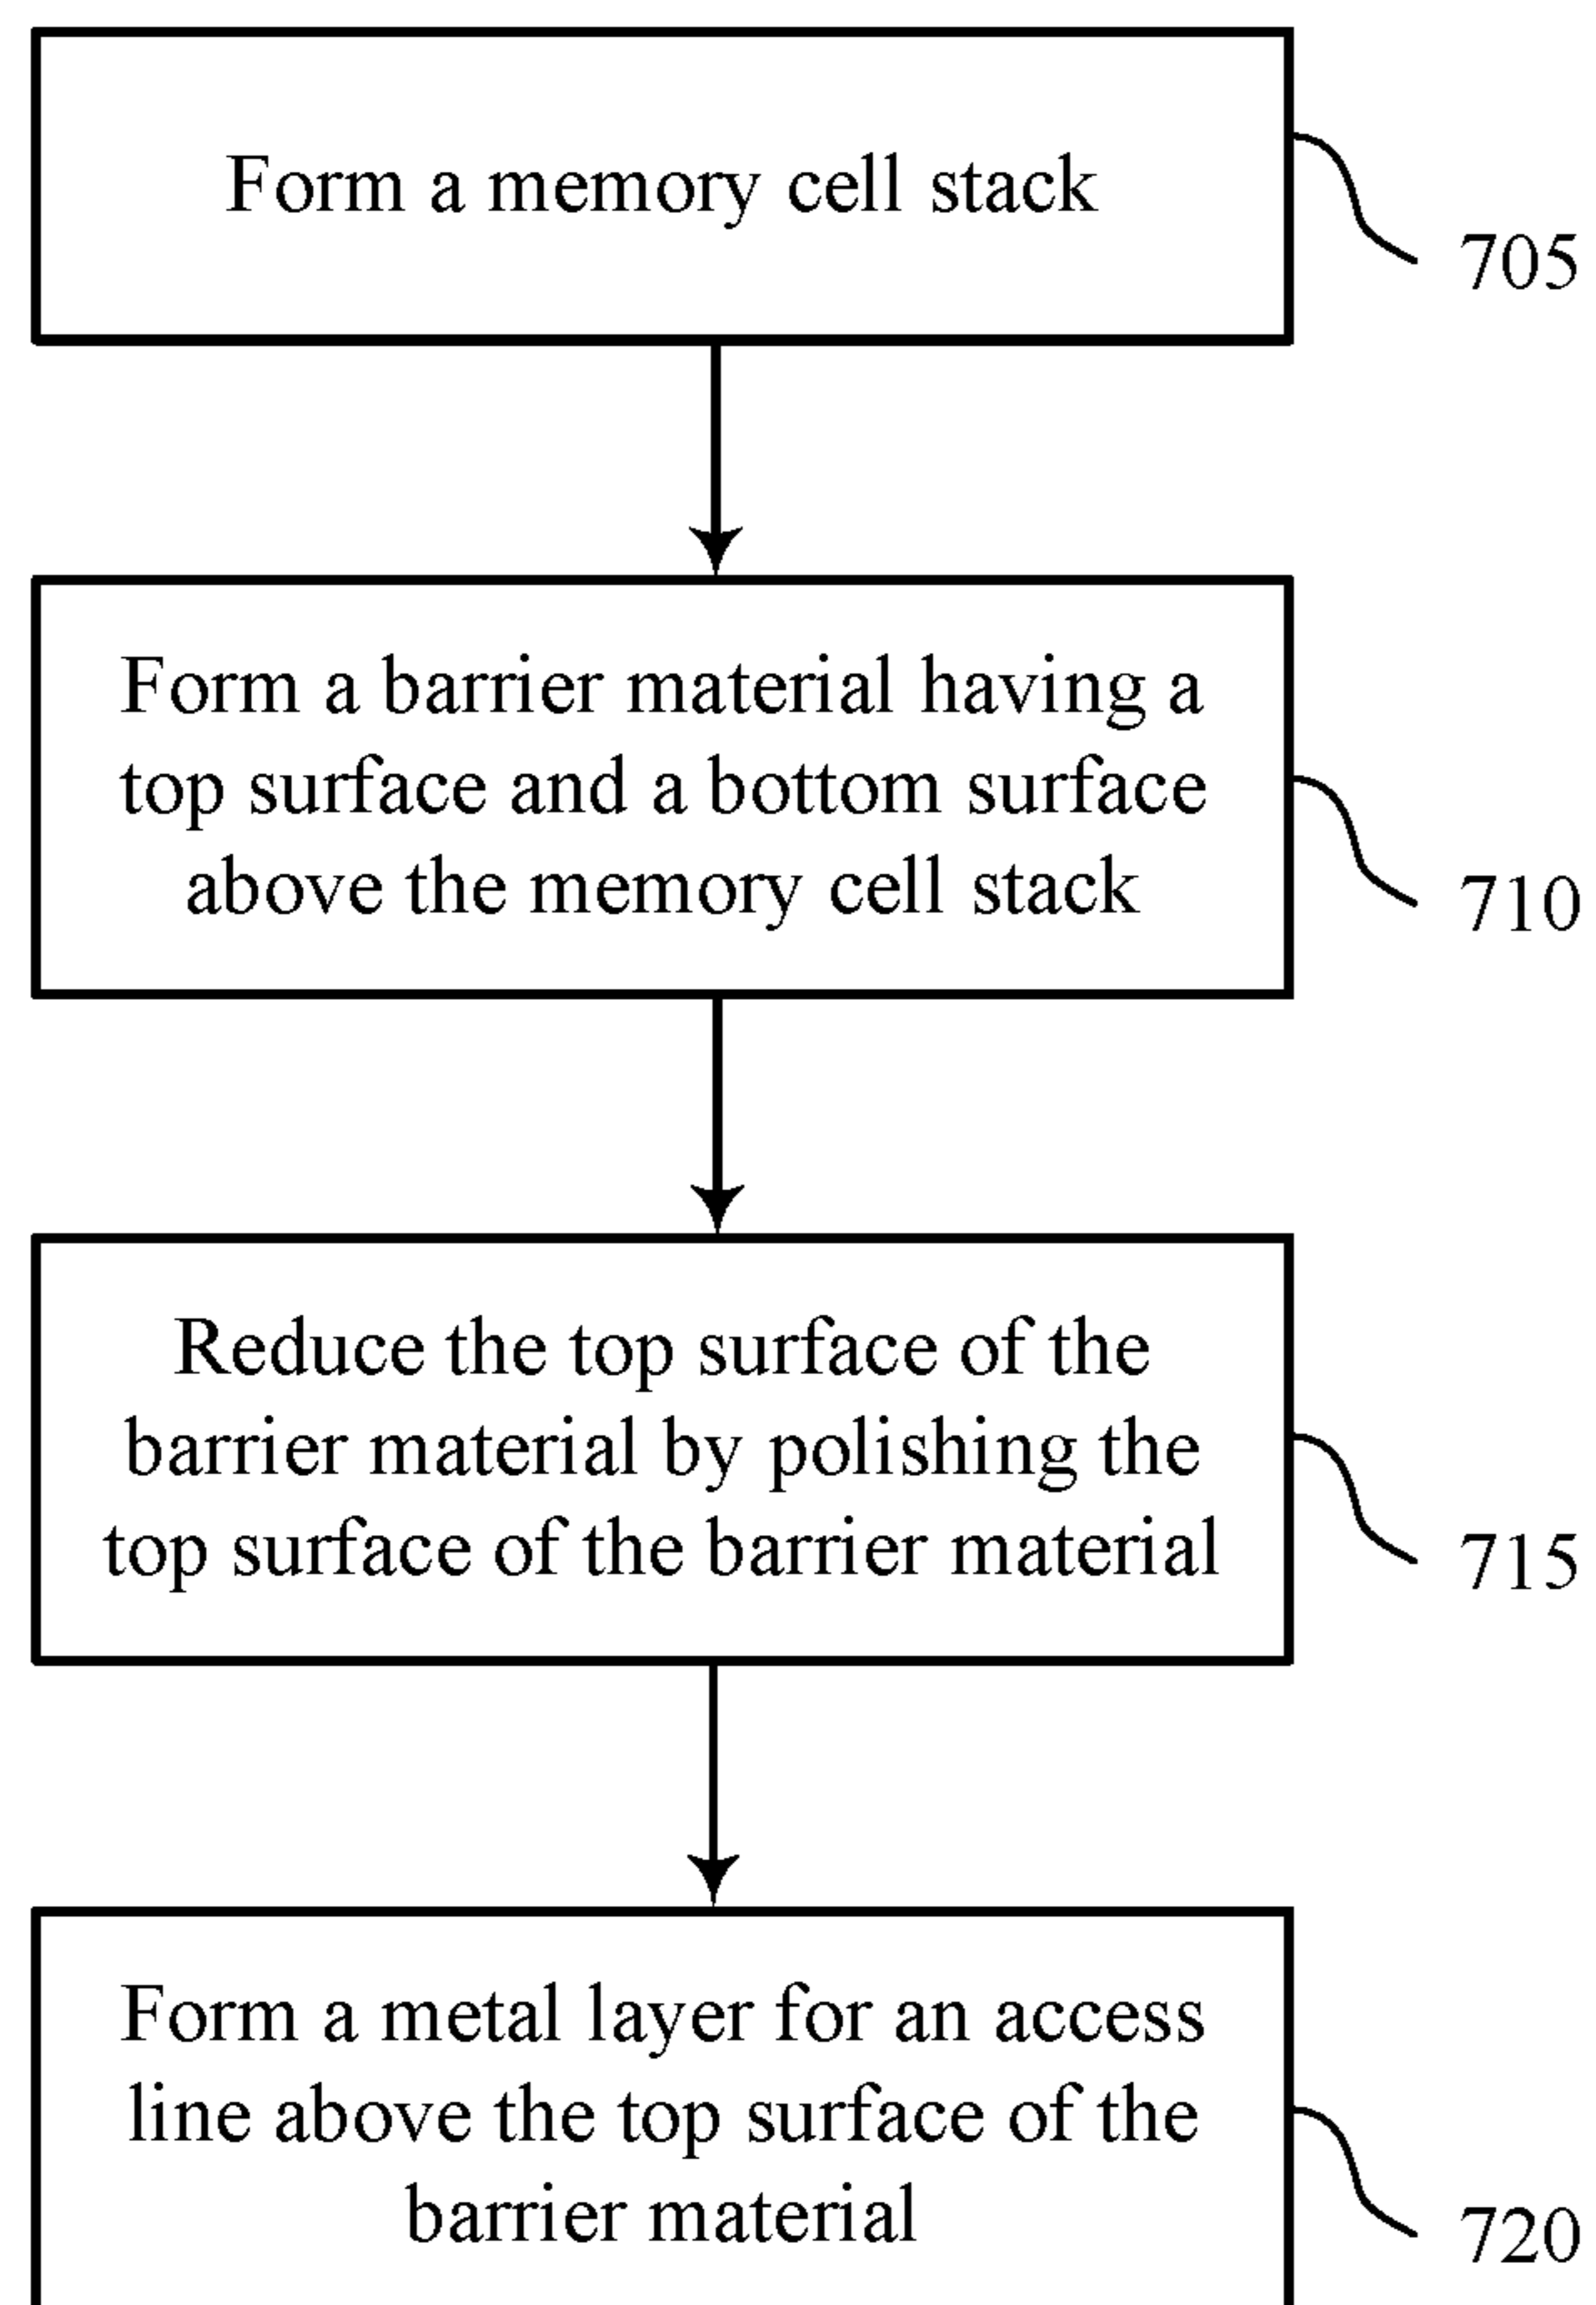 Form a memory cell stack
705
Form a barrier material having a
top surface and a bottom surface
above the memory cell stack
710
Reduce the top surface of the
barrier material by polishing the
top surface of the barrier material
715
Form a metal layer for an access
line above the top surface of the
barrier material
720